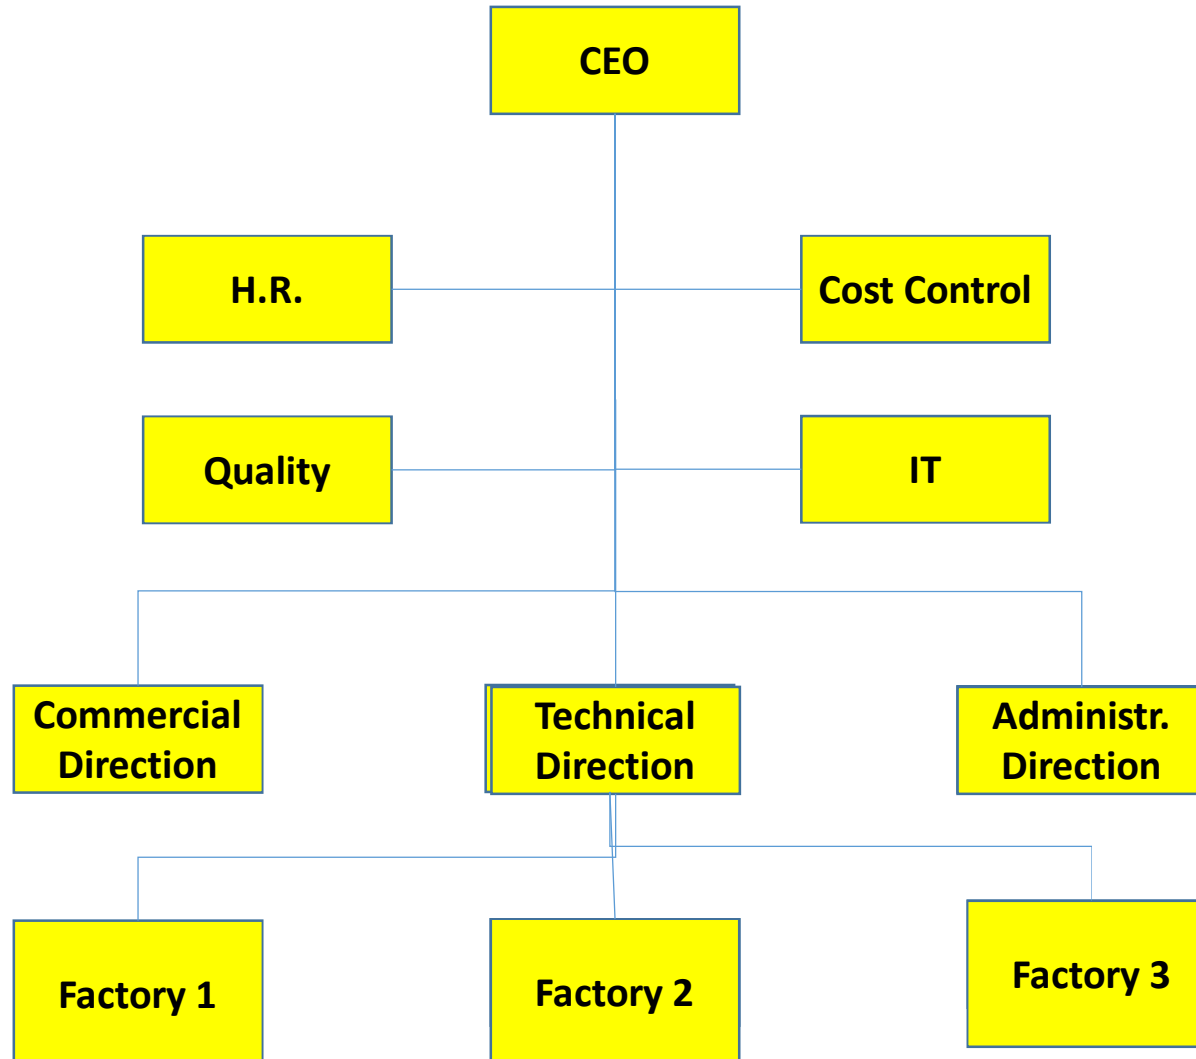 CEO
H.R.
Cost Control
Quality
IT
Commercial
Direction
Technical
Direction
Administr.
Direction
Factory 1
Factory 2
Factory 3